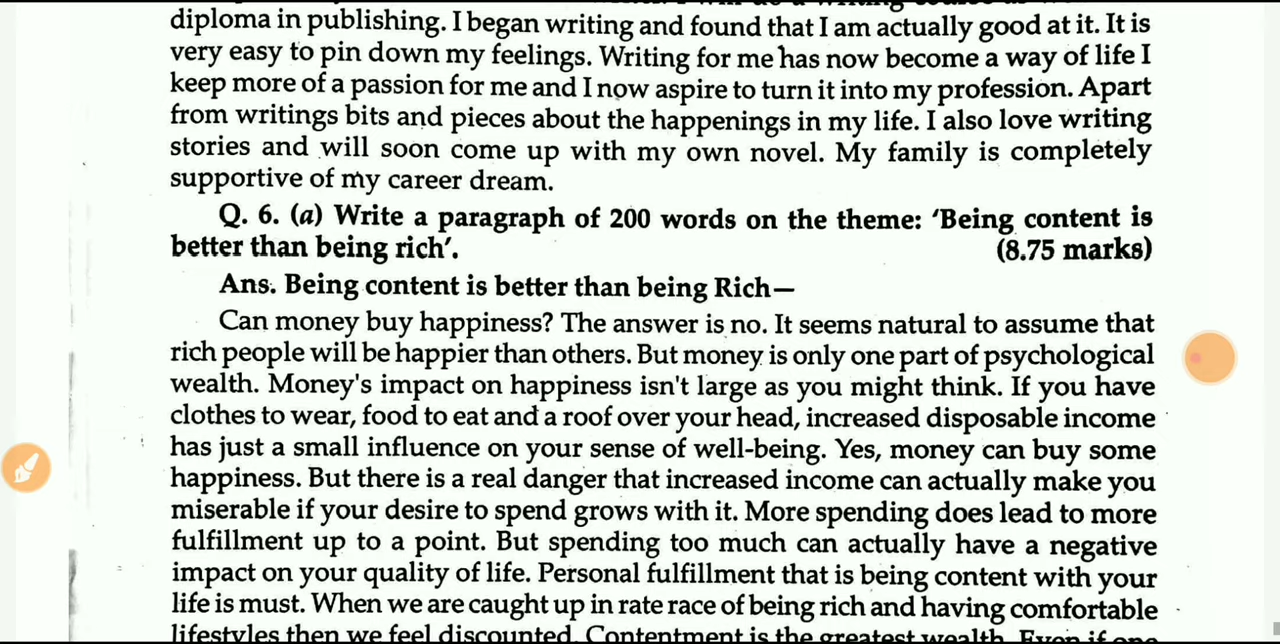 diploma in publishing. I began writing and found that I am actually good at it. It is
very easy to pin down my feelings. Writing for me has now become a way of life I
keep more of a passion for me and I now aspire to turn it into my profession. Apart
from writings bits and pieces about the happenings in my life. I also love writing
stories and will soon come up with my own novel. My family is completely
supportive of my career dream.
Q. 6. (a) Write a paragraph of 200 words on the theme: 'Being content is
better than being rich'. (8.75 marks)
Ans. Being content is better than being Rich—
Can money buy happiness? The answer is no. It seems natural to assume that
rich people will be happier than others. But money is only one part of psychological
wealth. Money's impact on happiness isn't large as you might think. If you have
clothes to wear, food to eat and a roof over your head, increased disposable income
has just a small influence on your sense of well-being. Yes, money can buy some
happiness. But there is a real danger that increased income can actually make you
miserable if your desire to spend grows with it. More spending does lead to more
fulfillment up to a point. But spending too much can actually have a negative
impact on your quality of life. Personal fulfillment that is being content with your
life is must. When we are caught up in rate race of being rich and having comfortable
lifestyles then we feel discounted. Contentment is the greatest wealth. Even if one